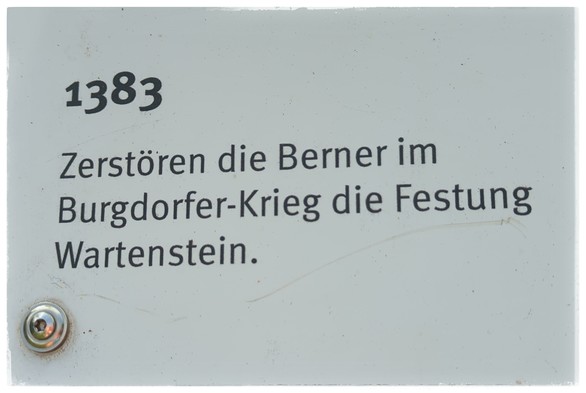 1383
Zerstören die Berner im
Burgdorfer-Krieg die Festung
Wartenstein.